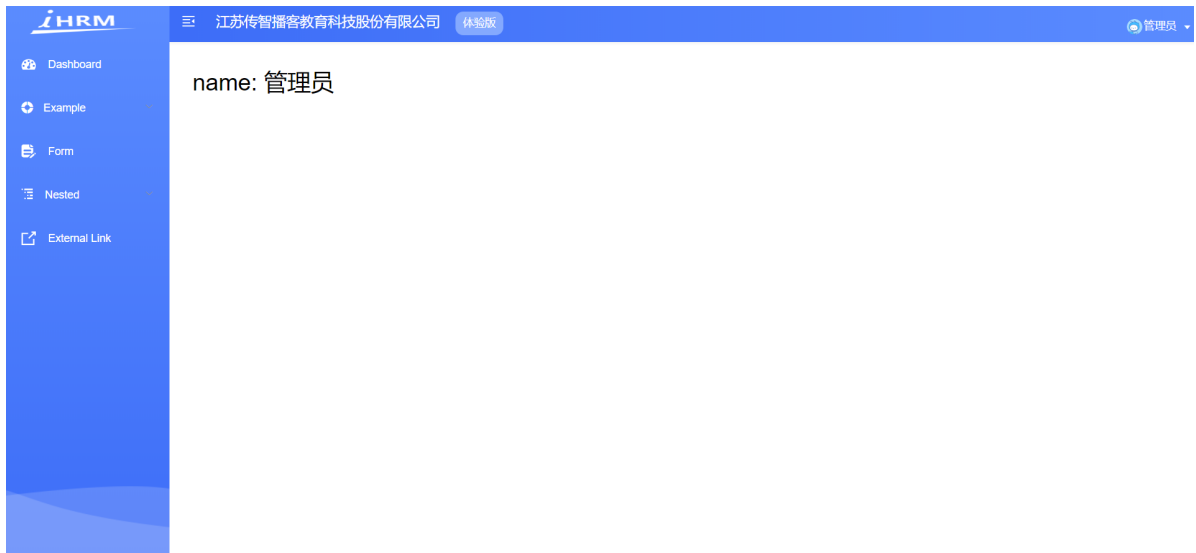 iHRM
江苏传智播客教育科技股份有限公司 体验版
管理员
Dashboard
name: 管理员
Example
Form
Nested
External Link